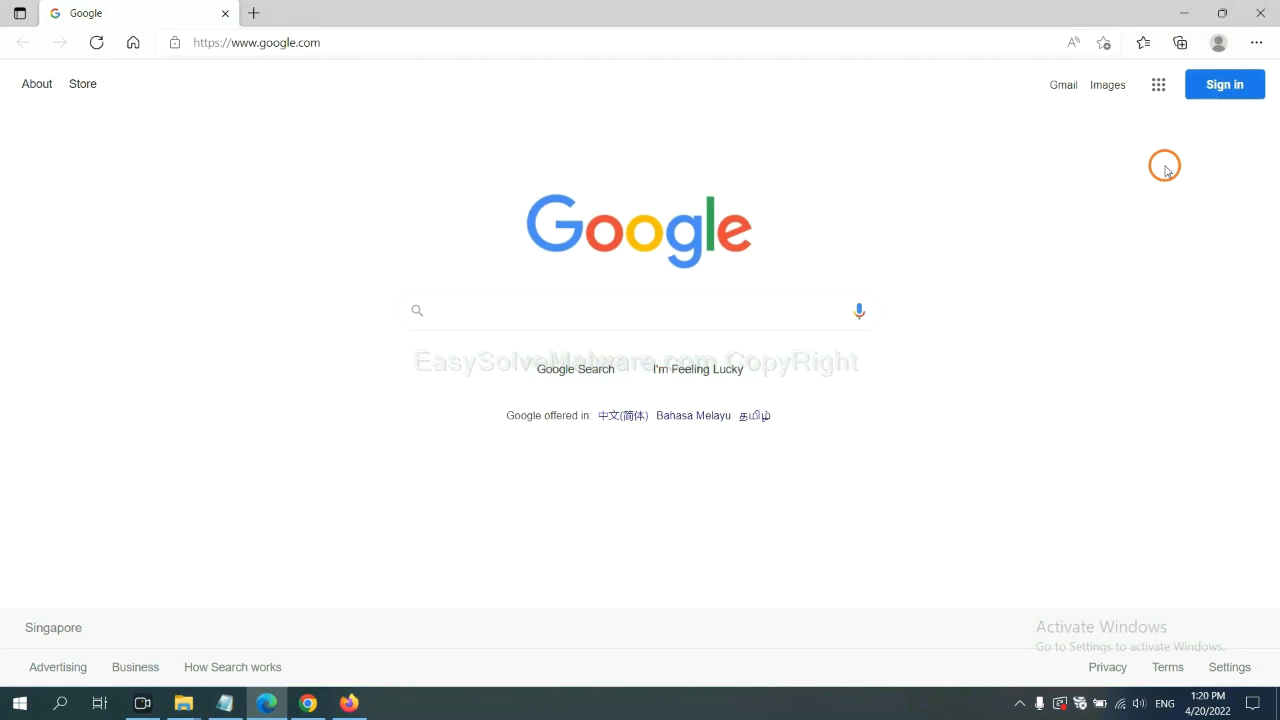 Google
https://www.google.com
About Store
Gmail Images Sign in
Google
EasySolveMalware.com CopyRight
Google Search I'm Feeling Lucky
Google offered in: 中文(简体) Bahasa Melayu தமிழ்
Singapore
Activate Windows
Go to Settings to activate Windows.
Advertising Business How Search works
Privacy Terms Settings
ENG
1:20 PM
4/20/2022